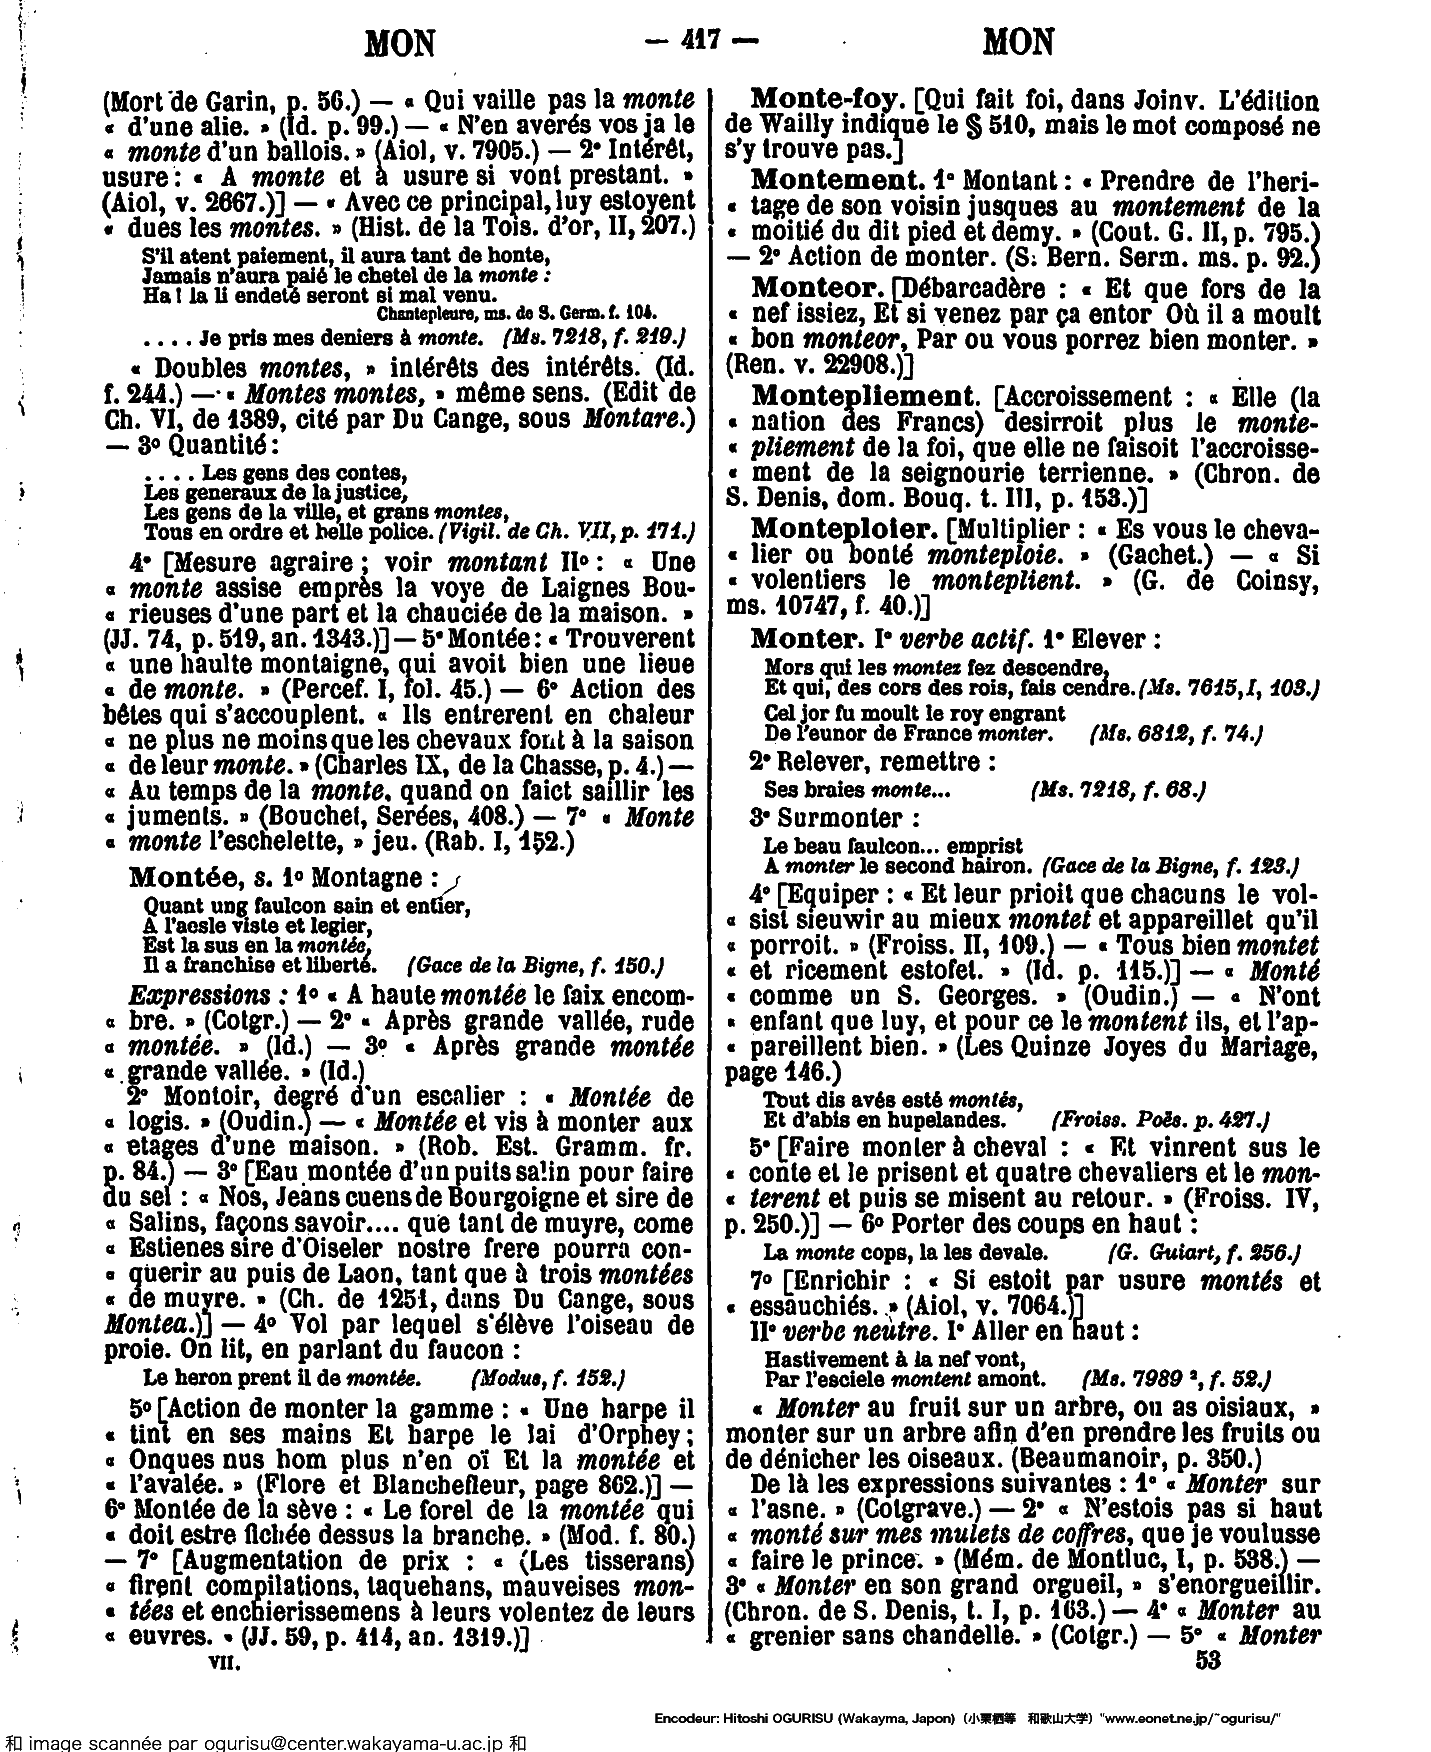 MON
— 417 —
MON
(Mort de Garin, p. 56.) — « Qui vaille pas la monte
« d'une alie. » (Id. p. 99.) — « N'en averés vos ja le
« monte d'un ballois. » (Aiol, v. 7905.) — 2° Intérêt,
usure : « A monte et à usure si vont prestant. »
(Aiol, v. 2667.)] — « Avec ce principal, luy estoyent
« dues les montes. » (Hist. de la Tois. d'or, II, 207.)
S'il atent paiement, il aura tant de honte,
Jamais n'aura paié le chetel de la monte :
Ha ! la li endeté seront si mal venu.
Chantepleure, ms. de S. Germ. f. 104.
. . . . Je pris mes deniers à monte. (Ms. 7218, f. 219.)
« Doubles montes, » intérêts des intérêts. (Id.
f. 244.) — « Montes montes, » même sens. (Edit de
Ch. VI, de 1389, cité par Du Cange, sous Montare.)
— 3° Quantité :
. . . . Les gens des contes,
Les generaux de la justice,
Les gens de la ville, et grans montes,
Tous en ordre et belle police. (Vigil. de Ch. VII, p. 171.)
4° [Mesure agraire ; voir montant II° : « Une
« monte assise emprès la voye de Laignes Bou-
« rieuses d'une part et la chauciée de la maison. »
(JJ. 74, p. 519, an. 1343.)] — 5° Montée : « Trouverent
« une haulte montaigne, qui avoit bien une lieue
« de monte. » (Percef. I, fol. 45.) — 6° Action des
bêtes qui s'accouplent. « Ils entrerent en chaleur
« ne plus ne moins que les chevaux font à la saison
« de leur monte. » (Charles IX, de la Chasse, p. 4.) —
« Au temps de la monte, quand on faict saillir les
« juments. » (Bouchet, Serées, 408.) — 7° « Monte
« monte l'eschelette, » jeu. (Rab. I, 152.)
Montée, s. 1° Montagne :
Quant ung faulcon sain et entier,
A l'aesle viste et legier,
Est la sus en la montée,
Il a franchise et liberté. (Gace de la Bigne, f. 150.)
Expressions : 1° « A haute montée le faix encom-
« bre. » (Cotgr.) — 2° « Après grande vallée, rude
« montée. » (Id.) — 3° « Après grande montée
« grande vallée. » (Id.)
2° Montoir, degré d'un escalier : « Montée de
« logis. » (Oudin.) — « Montée et vis à monter aux
« etages d'une maison. » (Rob. Est. Gramm. fr.
p. 84.) — 3° [Eau montée d'un puits salin pour faire
du sel : « Nos, Jeans cuens de Bourgoigne et sire de
« Salins, façons savoir.... que tant de muyre, come
« Estienes sire d'Oiseler nostre frere pourra con-
« querir au puis de Laon, tant que à trois montées
« de muyre. » (Ch. de 1251, dans Du Cange, sous
Montea.)] — 4° Vol par lequel s'élève l'oiseau de
proie. On lit, en parlant du faucon :
Le heron prent il de montée. (Modus, f. 152.)
5° [Action de monter la gamme : « Une harpe il
« tint en ses mains Et harpe le lai d'Orphey ;
« Onques nus hom plus n'en oï Et la montée et
« l'avalée. » (Flore et Blanchefleur, page 862.)] —
6° Montée de la sève : « Le forel de la montée qui
« doit estre fichée dessus la branche. » (Mod. f. 80.)
— 7° [Augmentation de prix : « (Les tisserans)
« firent compilations, taquehans, mauveises mon-
« tées et enchierissemens à leurs volentez de leurs
« euvres. » (JJ. 59, p. 414, an. 1319.)]
VII.
Monte-foy. [Qui fait foi, dans Joinv. L'édition
de Wailly indique le § 510, mais le mot composé ne
s'y trouve pas.]
Montement. 1° Montant : « Prendre de l'heri-
« tage de son voisin jusques au montement de la
« moitié du dit pied et demy. » (Cout. G. II, p. 795.)
— 2° Action de monter. (S. Bern. Serm. ms. p. 92.)
Monteor. [Débarcadère : « Et que fors de la
« nef issiez, Et si venez par ça entor Où il a moult
« bon monteor, Par ou vous porrez bien monter. »
(Ren. v. 22908.)]
Montepliement. [Accroissement : « Elle (la
« nation des Francs) desirroit plus le monte-
« pliement de la foi, que elle ne faisoit l'accroisse-
« ment de la seignourie terrienne. » (Chron. de
S. Denis, dom. Bouq. t. III, p. 153.)]
Monteploier. [Multiplier : « Es vous le cheva-
« lier ou bonté monteploie. » (Gachet.) — « Si
« volentiers le monteplient. » (G. de Coinsy,
ms. 10747, f. 40.)]
Monter. I° verbe actif. 1° Elever :
Mors qui les montez fez descendre,
Et qui, des cors des rois, fais cendre. (Ms. 7615, I, 103.)
Cel jor fu moult le roy engrant
De l'eunor de France monter. (Ms. 6812, f. 74.)
2° Relever, remettre :
Ses braies monte... (Ms. 7218, f. 68.)
3° Surmonter :
Le beau faulcon... emprist
A monter le second hairon. (Gace de la Bigne, f. 123.)
4° [Equiper : « Et leur prioit que chacuns le vol-
« sist sieuwir au mieux montet et appareillet qu'il
« porroit. » (Froiss. II, 109.) — « Tous bien montet
« et ricement estofet. » (Id. p. 115.)] — « Monté
« comme un S. Georges. » (Oudin.) — « N'ont
« enfant que luy, et pour ce le montent ils, et l'ap-
« pareillent bien. » (Les Quinze Joyes du Mariage,
page 146.)
Tout dis avés esté montés,
Et d'abis en hupelandes. (Froiss. Poës. p. 427.)
5° [Faire monter à cheval : « Et vinrent sus le
« conte et le prisent et quatre chevaliers et le mon-
« terent et puis se misent au retour. » (Froiss. IV,
p. 250.)] — 6° Porter des coups en haut :
La monte cops, la les devale. (G. Guiart, f. 256.)
7° [Enrichir : « Si estoit par usure montés et
« essauchiés. » (Aiol, v. 7064.)]
II° verbe neutre. I° Aller en haut :
Hastivement à la nef vont,
Par l'esciele montent amont. (Ms. 7989 ², f. 52.)
« Monter au fruit sur un arbre, ou as oisiaux, »
monter sur un arbre afin d'en prendre les fruits ou
de dénicher les oiseaux. (Beaumanoir, p. 350.)
De là les expressions suivantes : 1° « Monter sur
« l'asne. » (Cotgrave.) — 2° « N'estois pas si haut
« monté sur mes mulets de coffres, que je voulusse
« faire le prince. » (Mém. de Montluc, I, p. 538.) —
3° « Monter en son grand orgueil, » s'enorgueillir.
(Chron. de S. Denis, t. I, p. 163.) — 4° « Monter au
« grenier sans chandelle. » (Cotgr.) — 5° « Monter
53
Encodeur: Hitoshi OGURISU (Wakayma, Japon) (小栗栖等 和歌山大学) "www.eonet.ne.jp/~ogurisu/"
和 image scannée par ogurisu@center.wakayama-u.ac.jp 和